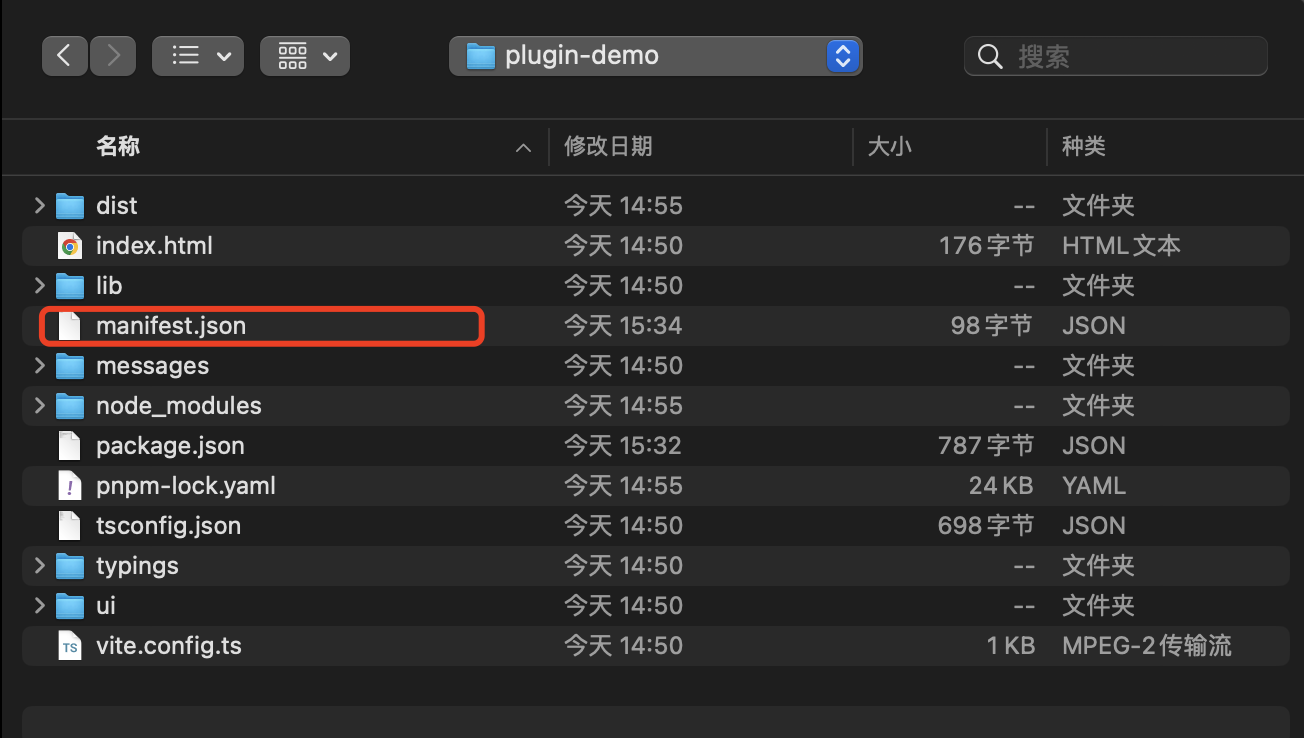 plugin-demo 搜索
名称 修改日期 大小 种类
dist 今天 14:55 -- 文件夹
index.html 今天 14:50 176 字节 HTML文本
lib 今天 14:50 -- 文件夹
manifest.json 今天 15:34 98 字节 JSON
messages 今天 14:50 -- 文件夹
node_modules 今天 14:55 -- 文件夹
package.json 今天 15:32 787 字节 JSON
pnpm-lock.yaml 今天 14:55 24 KB YAML
tsconfig.json 今天 14:50 698 字节 JSON
typings 今天 14:50 -- 文件夹
ui 今天 14:50 -- 文件夹
TS vite.config.ts 今天 14:50 1 KB MPEG-2传输流